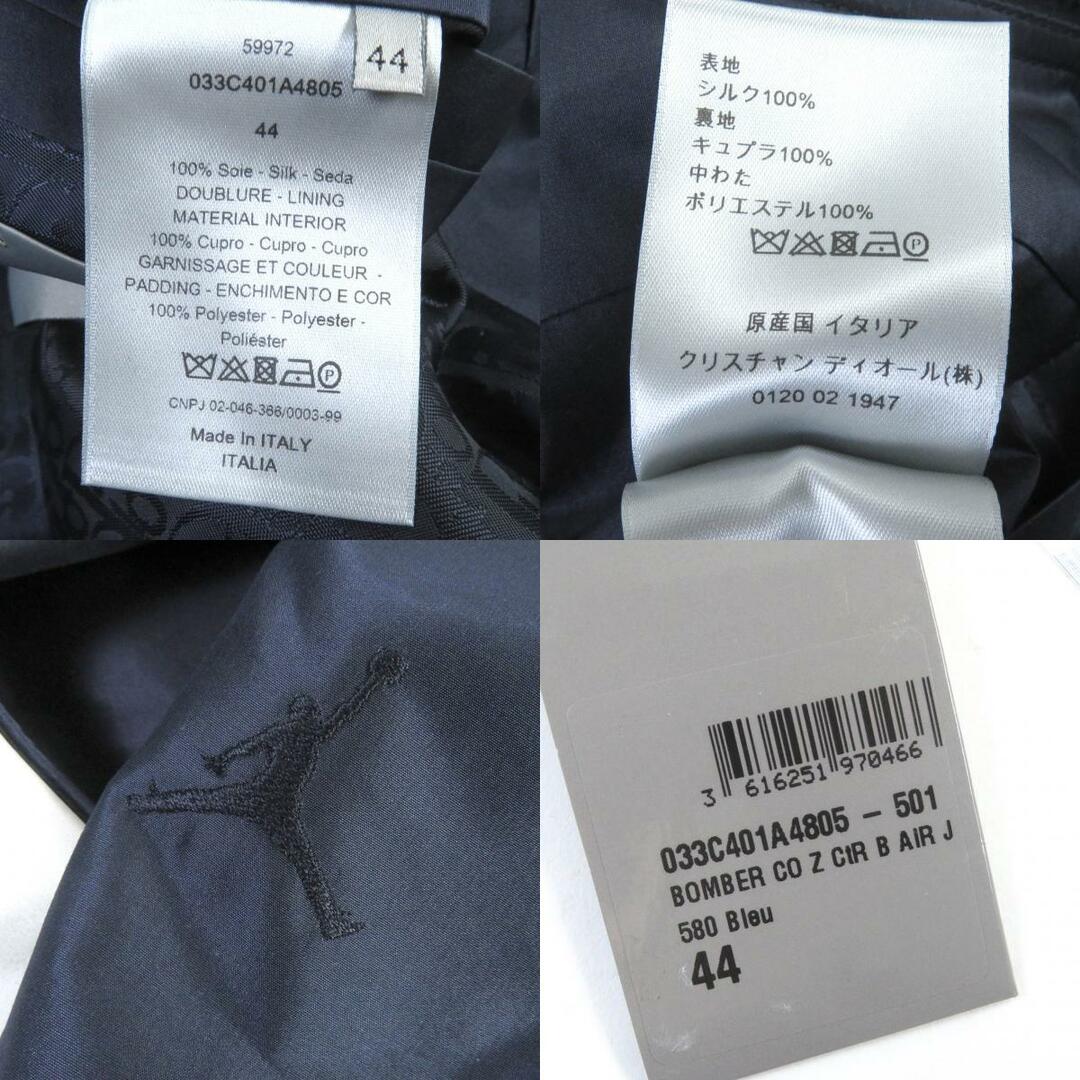 59972
44
033C401A4805
44
100% Soie - Silk - Seda
DOUBLURE - LINING
MATERIAL INTERIOR
100% Cupro - Cupro - Cupro
GARNISSAGE ET COULEUR -
PADDING - ENCHIMENTO E COR
100% Polyester - Polyester -
Poliéster
P
CNPJ 02-046-366/0003-99
Made In ITALY
ITALIA
表地
シルク100%
裏地
キュプラ100%
中わた
ポリエステル100%
P
原産国 イタリア
クリスチャン ディオール(株)
0120 02 1947
3 616251 970466
033C401A4805 - 501
BOMBER CO Z CtR B AIR J
580 Bleu
44